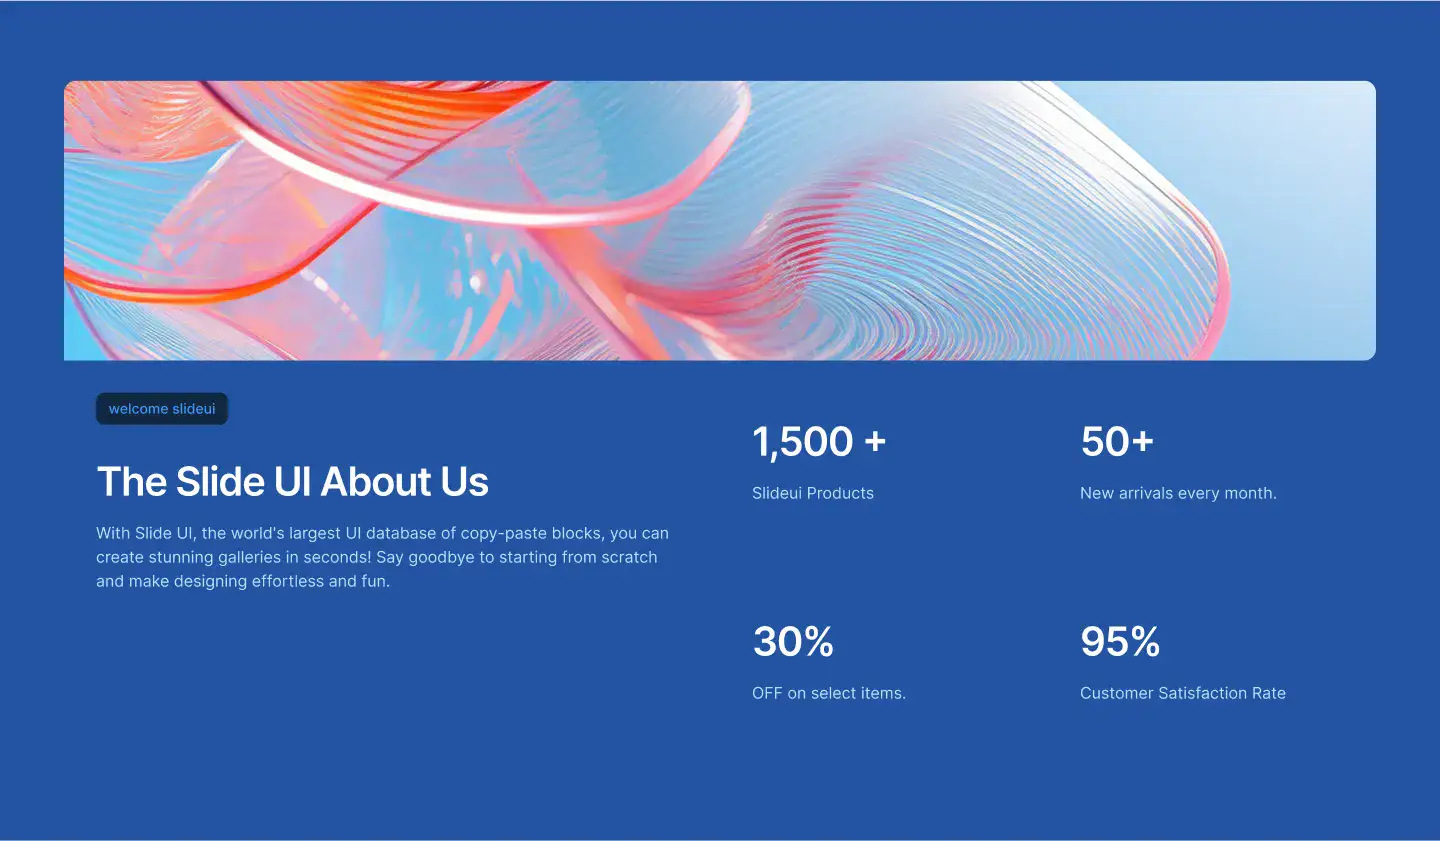 welcome slideui
The Slide UI About Us
With Slide UI, the world's largest UI database of copy-paste blocks, you can
create stunning galleries in seconds! Say goodbye to starting from scratch
and make designing effortless and fun.
1,500 +
Slideui Products
50+
New arrivals every month.
30%
OFF on select items.
95%
Customer Satisfaction Rate